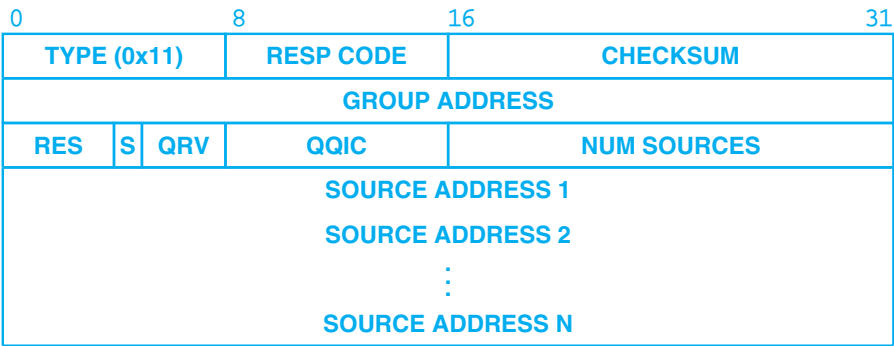 0 8 16 31
TYPE (0x11) RESP CODE CHECKSUM
GROUP ADDRESS
RES S QRV QQIC NUM SOURCES
SOURCE ADDRESS 1
SOURCE ADDRESS 2
⋮
SOURCE ADDRESS N